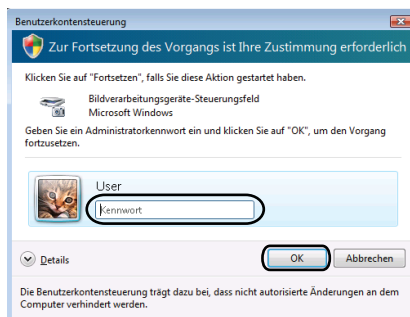 Benutzerkontensteuerung
Zur Fortsetzung des Vorgangs ist Ihre Zustimmung erforderlich
Klicken Sie auf "Fortsetzen", falls Sie diese Aktion gestartet haben.
Bildverarbeitungsgeräte-Steuerungsfeld
Microsoft Windows
Geben Sie ein Administratorkennwort ein und klicken Sie auf "OK", um den Vorgang
fortzusetzen.
User
Kennwort
Details
OK
Abbrechen
Die Benutzerkontensteuerung trägt dazu bei, dass nicht autorisierte Änderungen an dem
Computer verhindert werden.